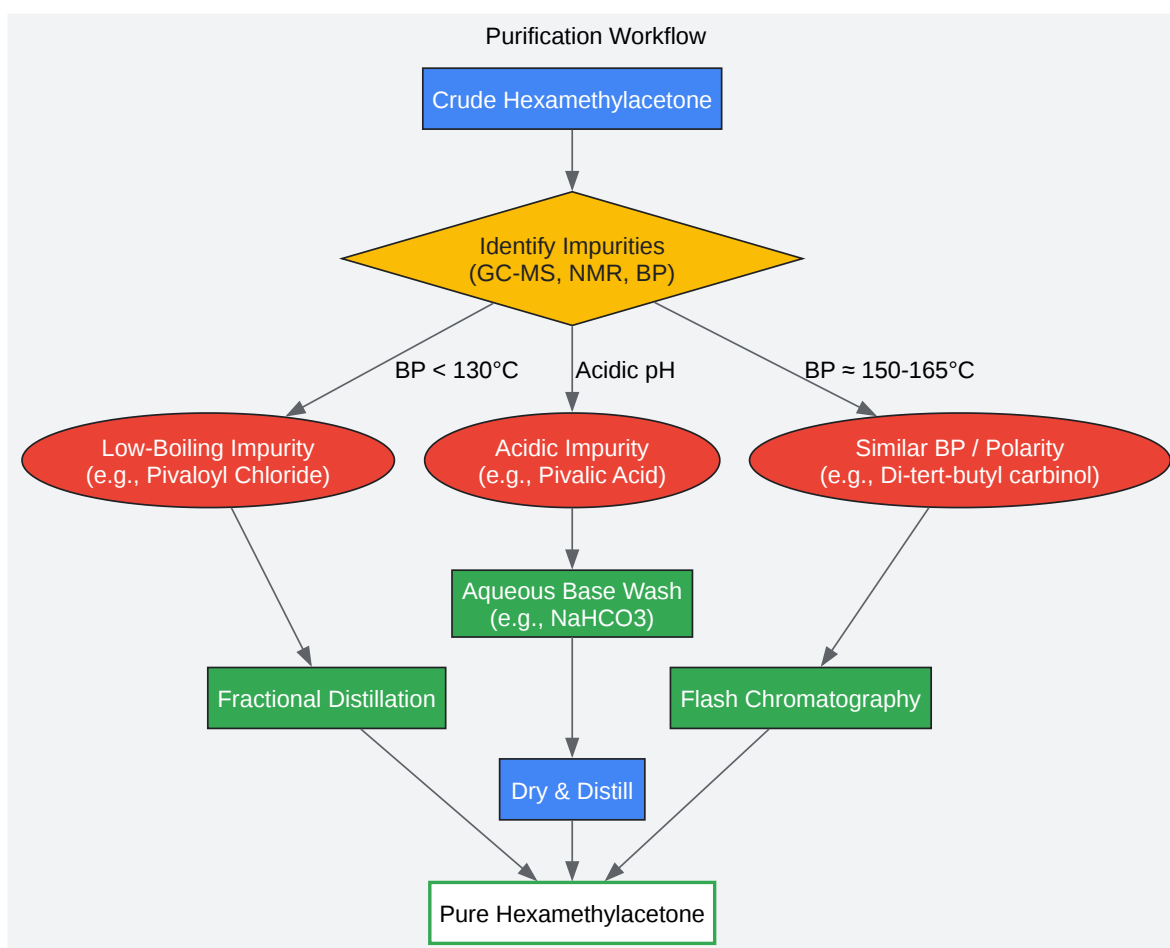 Purification Workflow
Crude Hexamethylacetone
Identify Impurities
(GC-MS, NMR, BP)
BP < 130°C
Acidic pH
BP ≈ 150-165°C
Low-Boiling Impurity
(e.g., Pivaloyl Chloride)
Acidic Impurity
(e.g., Pivalic Acid)
Similar BP / Polarity
(e.g., Di-tert-butyl carbinol)
Aqueous Base Wash
(e.g., NaHCO3)
Fractional Distillation
Flash Chromatography
Dry & Distill
Pure Hexamethylacetone